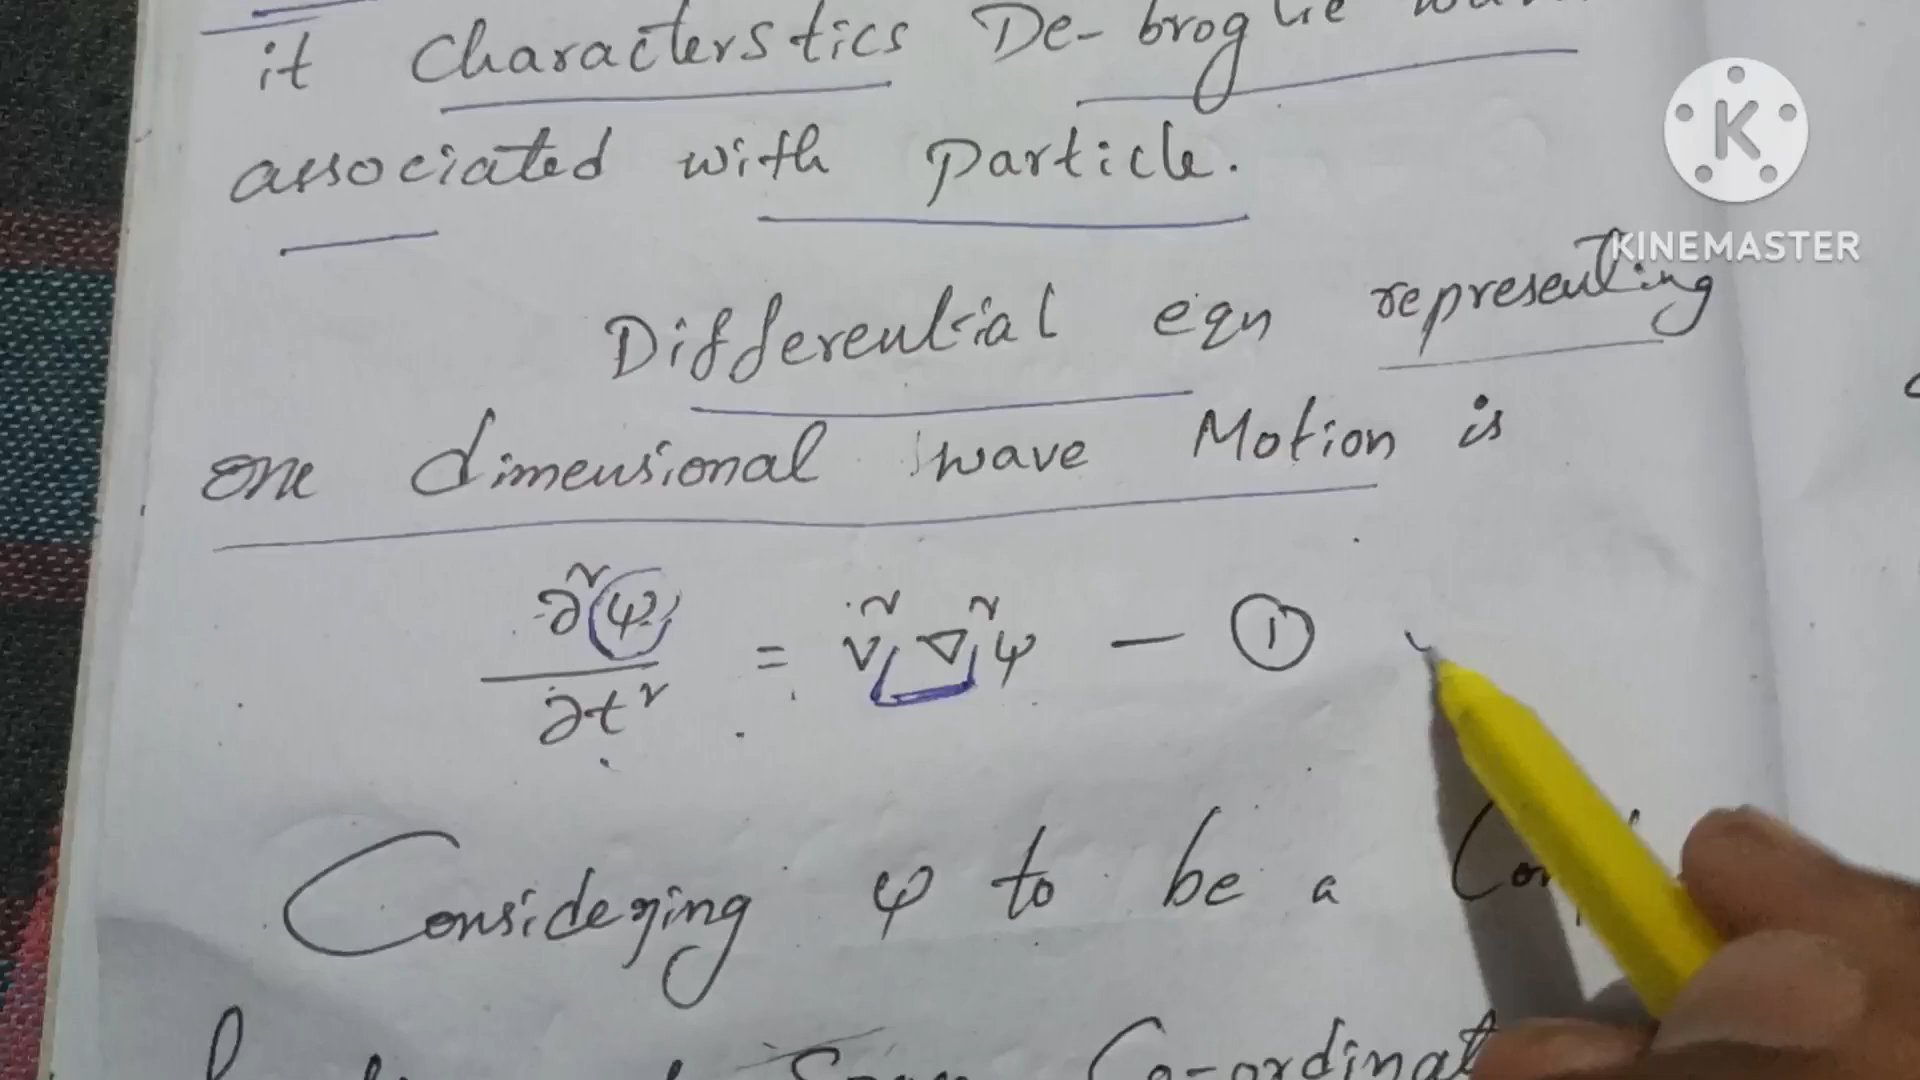 it Characterstics De-broglie
associated with particle.
K
KINEMASTER
Differential eqn representing
one dimensional wave Motion is
∂²(ψ)/∂t² = v²∇²ψ — ①
Considering ψ to be a
Co-ordinat